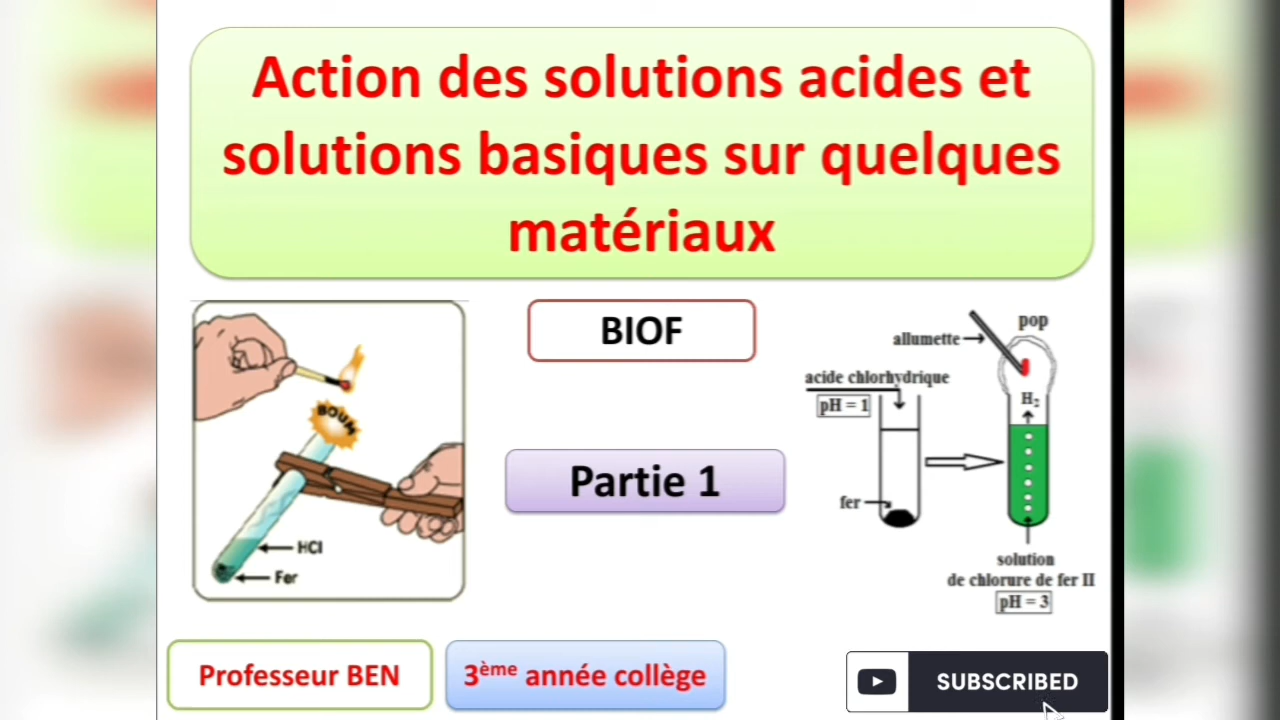 Action des solutions acides et
solutions basiques sur quelques
matériaux
BIOF
Partie 1
BOUM
HCl
Fer
pop
allumette
acide chlorhydrique
pH = 1
H₂
fer
solution
de chlorure de fer II
pH = 3
Professeur BEN
3ème année collège
SUBSCRIBED